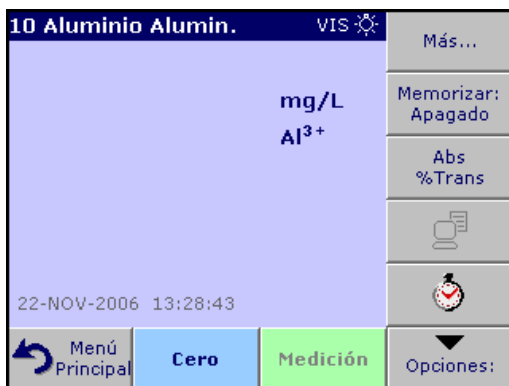 10 Aluminio Alumin. VIS
mg/L
Al³⁺
22-NOV-2006 13:28:43
Más...
Memorizar:
Apagado
Abs
%Trans
Menú
Principal
Cero
Medición
Opciones: